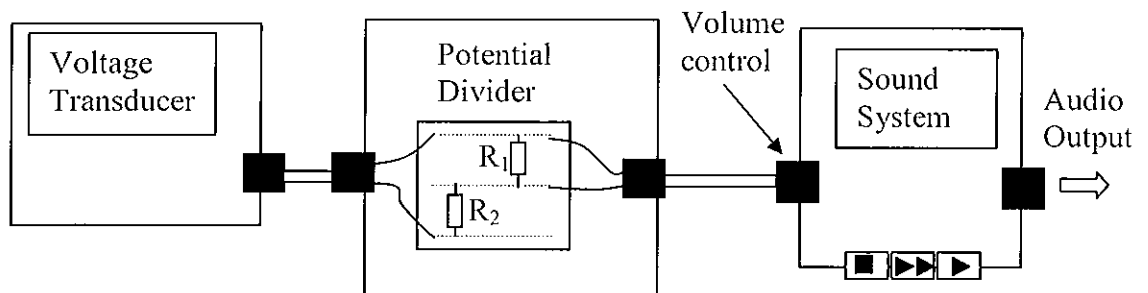 Voltage
Transducer
Potential
Divider
R₁
R₂
Volume
control
Sound
System
Audio
Output